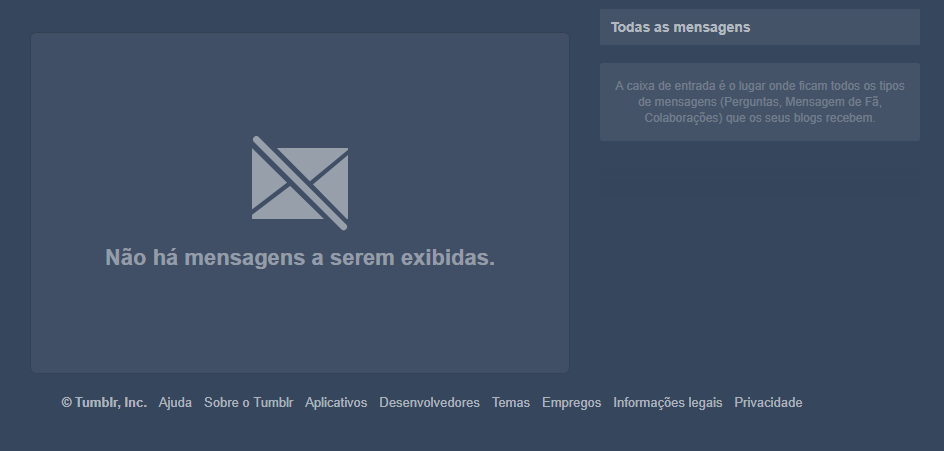 Todas as mensagens
A caixa de entrada é o lugar onde ficam todos os tipos
de mensagens (Perguntas, Mensagem de Fã,
Colaborações) que os seus blogs recebem.
Não há mensagens a serem exibidas.
© Tumblr, Inc. Ajuda Sobre o Tumblr Aplicativos Desenvolvedores Temas Empregos Informações legais Privacidade